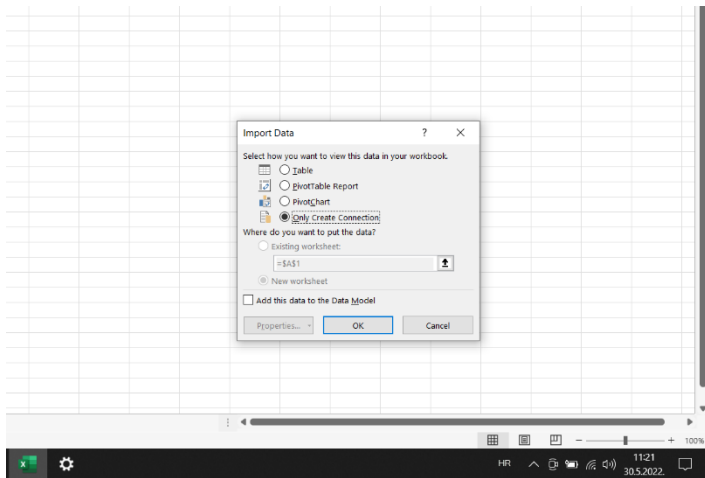 Import Data ?
Select how you want to view this data in your workbook.
Table
PivotTable Report
PivotChart
Only Create Connection
Where do you want to put the data?
Existing worksheet:
=$A$1
New worksheet
Add this data to the Data Model
Properties... OK Cancel
100%
HR 11:21
30.5.2022.